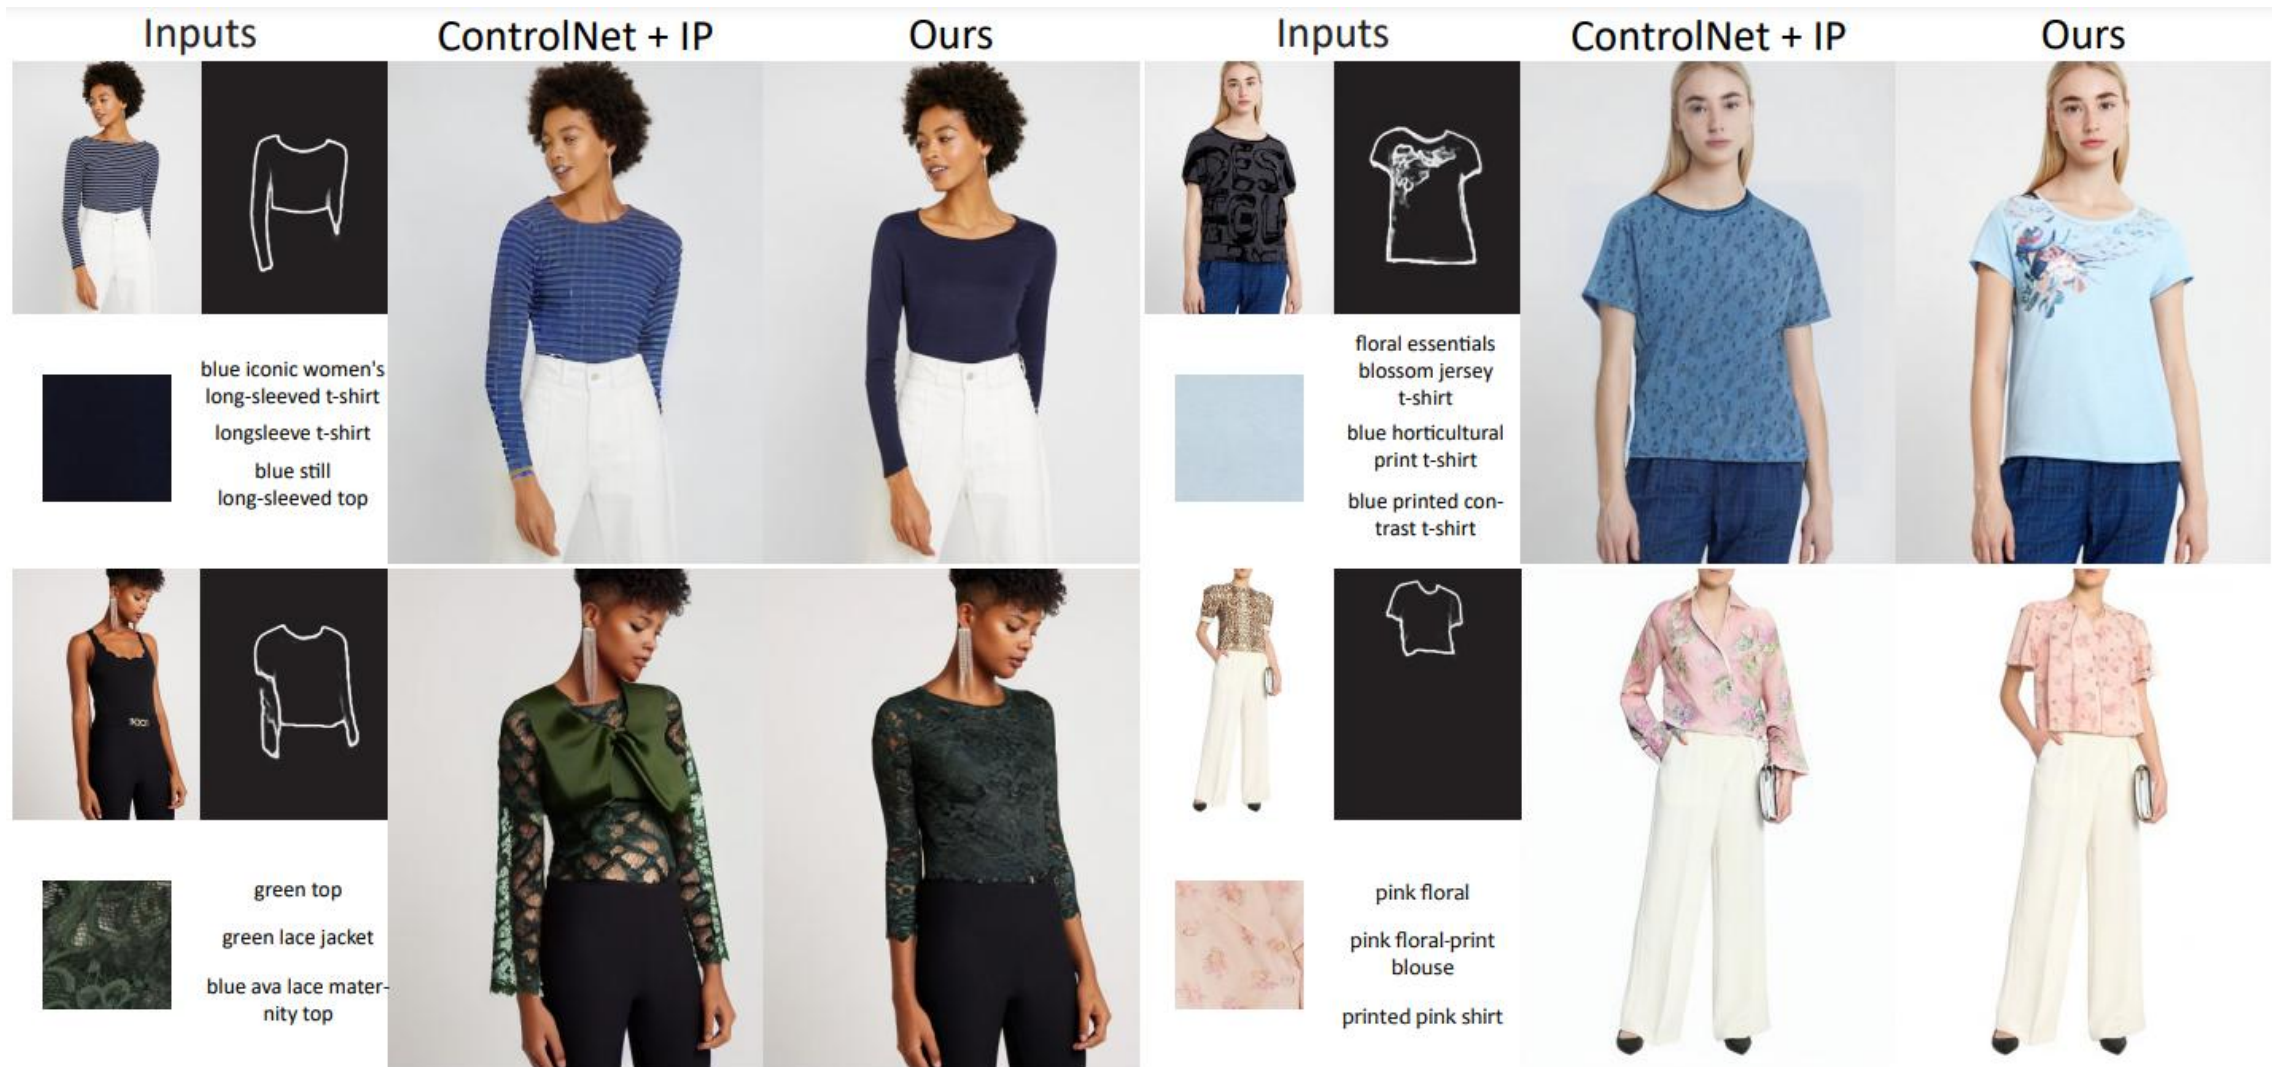 Inputs
ControlNet + IP
Ours
Inputs
ControlNet + IP
Ours
blue iconic women's
long-sleeved t-shirt
longsleeve t-shirt
blue still
long-sleeved top
floral essentials
blossom jersey
t-shirt
blue horticultural
print t-shirt
blue printed con-
trast t-shirt
green top
green lace jacket
blue ava lace mater-
nity top
pink floral
pink floral-print
blouse
printed pink shirt